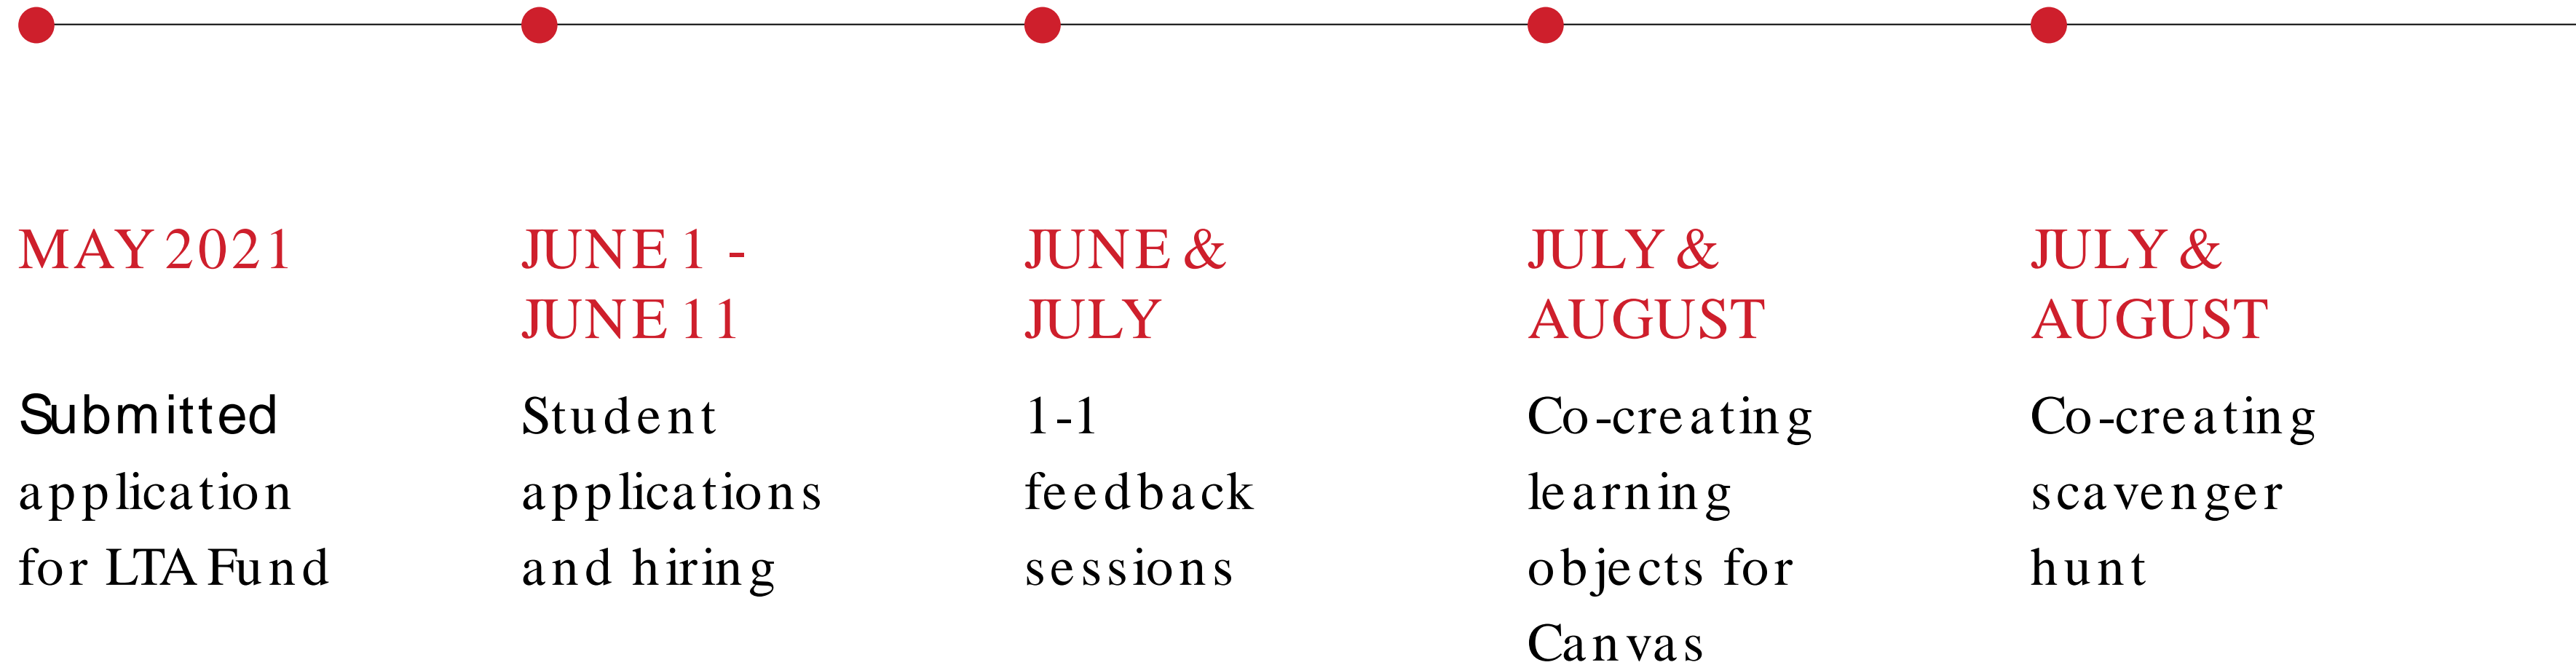 MAY 2021
Submitted
application
for LTA Fund
JUNE 1 -
JUNE 11
Student
applications
and hiring
JUNE &
JULY
1-1
feedback
sessions
JULY &
AUGUST
Co-creating
learning
objects for
Canvas
JULY &
AUGUST
Co-creating
scavenger
hunt